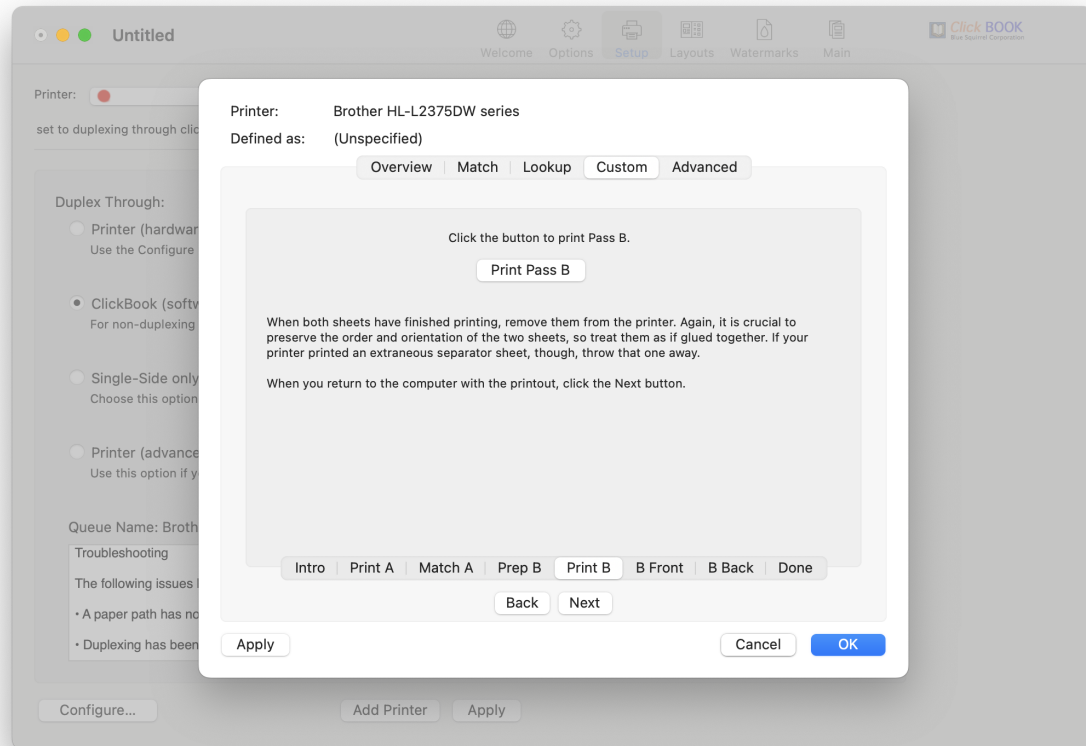 Untitled
Welcome
Options
Setup
Layouts
Watermarks
Main
Click BOOK
Blue Squirrel Corporation
Printer:
set to duplexing through clic
Duplex Through:
Printer (hardwar
Use the Configure
ClickBook (softw
For non-duplexing
Single-Side only
Choose this option
Printer (advance
Use this option if y
Queue Name: Broth
Troubleshooting
The following issues
• A paper path has no
• Duplexing has been
Configure...
Add Printer
Apply
Printer: Brother HL-L2375DW series
Defined as: (Unspecified)
Overview
Match
Lookup
Custom
Advanced
Click the button to print Pass B.
Print Pass B
When both sheets have finished printing, remove them from the printer. Again, it is crucial to
preserve the order and orientation of the two sheets, so treat them as if glued together. If your
printer printed an extraneous separator sheet, though, throw that one away.
When you return to the computer with the printout, click the Next button.
Intro
Print A
Match A
Prep B
Print B
B Front
B Back
Done
Back
Next
Apply
Cancel
OK